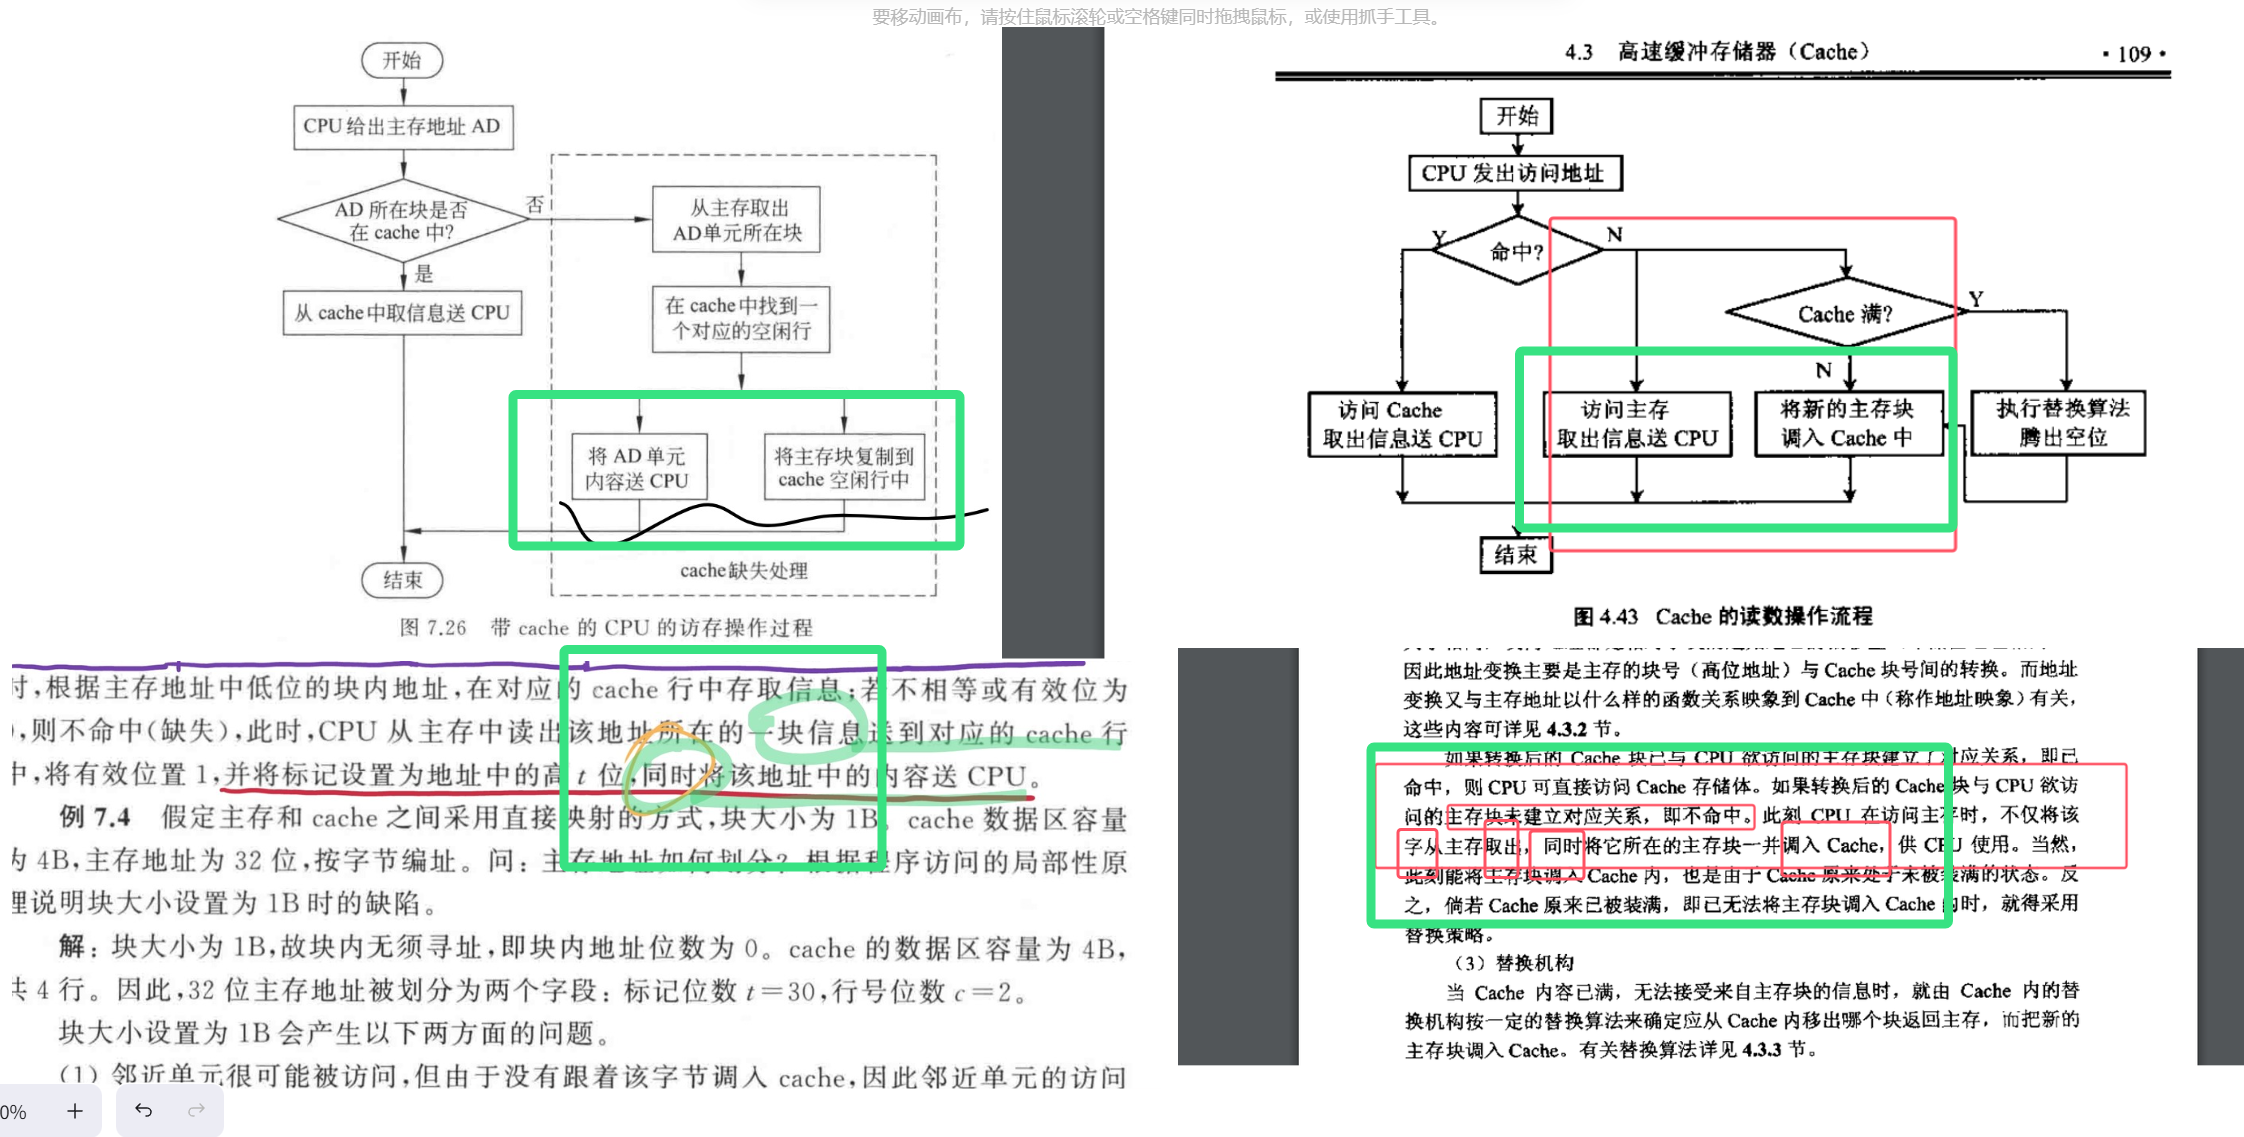 要移动画布，请按住鼠标滚轮或空格键同时拖拽鼠标，或使用抓手工具。
开始
CPU给出主存地址 AD
AD 所在块是否
在 cache 中?
否
是
从主存取出
AD单元所在块
在 cache中找到一
个对应的空闲行
从 cache中取信息送 CPU
将 AD 单元
内容送 CPU
将主存块复制到
cache 空闲行中
cache缺失处理
结束
图 7.26 带 cache 的 CPU 的访存操作过程
时,根据主存地址中低位的块内地址,在对应的 cache 行中存取信息;若不相等或有效位为
,则不命中(缺失),此时,CPU 从主存中读出该地址所在的一块信息送到对应的 cache 行
中,将有效位置 1,并将标记设置为地址中的高 t 位,同时将该地址中的内容送 CPU。
例 7.4 假定主存和 cache 之间采用直接映射的方式,块大小为 1B。cache 数据区容量
为 4B,主存地址为 32 位,按字节编址。问：主存地址如何划分? 根据程序访问的局部性原
理说明块大小设置为 1B 时的缺陷。
解：块大小为 1B,故块内无须寻址,即块内地址位数为 0。cache 的数据区容量为 4B,
共 4 行。因此,32 位主存地址被划分为两个字段：标记位数 t=30,行号位数 c=2。
块大小设置为 1B 会产生以下两方面的问题。
(1) 邻近单元很可能被访问,但由于没有跟着该字节调入 cache,因此邻近单元的访问
0%
4.3 高速缓冲存储器（Cache）
· 109 ·
开始
CPU 发出访问地址
命中?
Y
N
Cache 满?
Y
N
访问 Cache
取出信息送 CPU
访问主存
取出信息送 CPU
将新的主存块
调入 Cache 中
执行替换算法
腾出空位
结束
图 4.43 Cache 的读数操作流程
因此地址变换主要是主存的块号（高位地址）与 Cache 块号间的转换。而地址
变换又与主存地址以什么样的函数关系映象到 Cache 中（称作地址映象）有关，
这些内容可详见 4.3.2 节。
如果转换后的 Cache 块已与 CPU 欲访问的主存块建立了对应关系，即已
命中，则 CPU 可直接访问 Cache 存储体。如果转换后的 Cache 块与 CPU 欲访
问的主存块未建立对应关系，即不命中。此刻 CPU 在访问主存时，不仅将该
字从主存取出，同时将它所在的主存块一并调入 Cache，供 CPU 使用。当然，
此刻能将主存块调入 Cache 内，也是由于 Cache 原来处于未被装满的状态。反
之，倘若 Cache 原来已被装满，即已无法将主存块调入 Cache 内时，就得采用
替换策略。
（3）替换机构
当 Cache 内容已满，无法接受来自主存块的信息时，就由 Cache 内的替
换机构按一定的替换算法来确定应从 Cache 内移出哪个块返回主存，而把新的
主存块调入 Cache。有关替换算法详见 4.3.3 节。